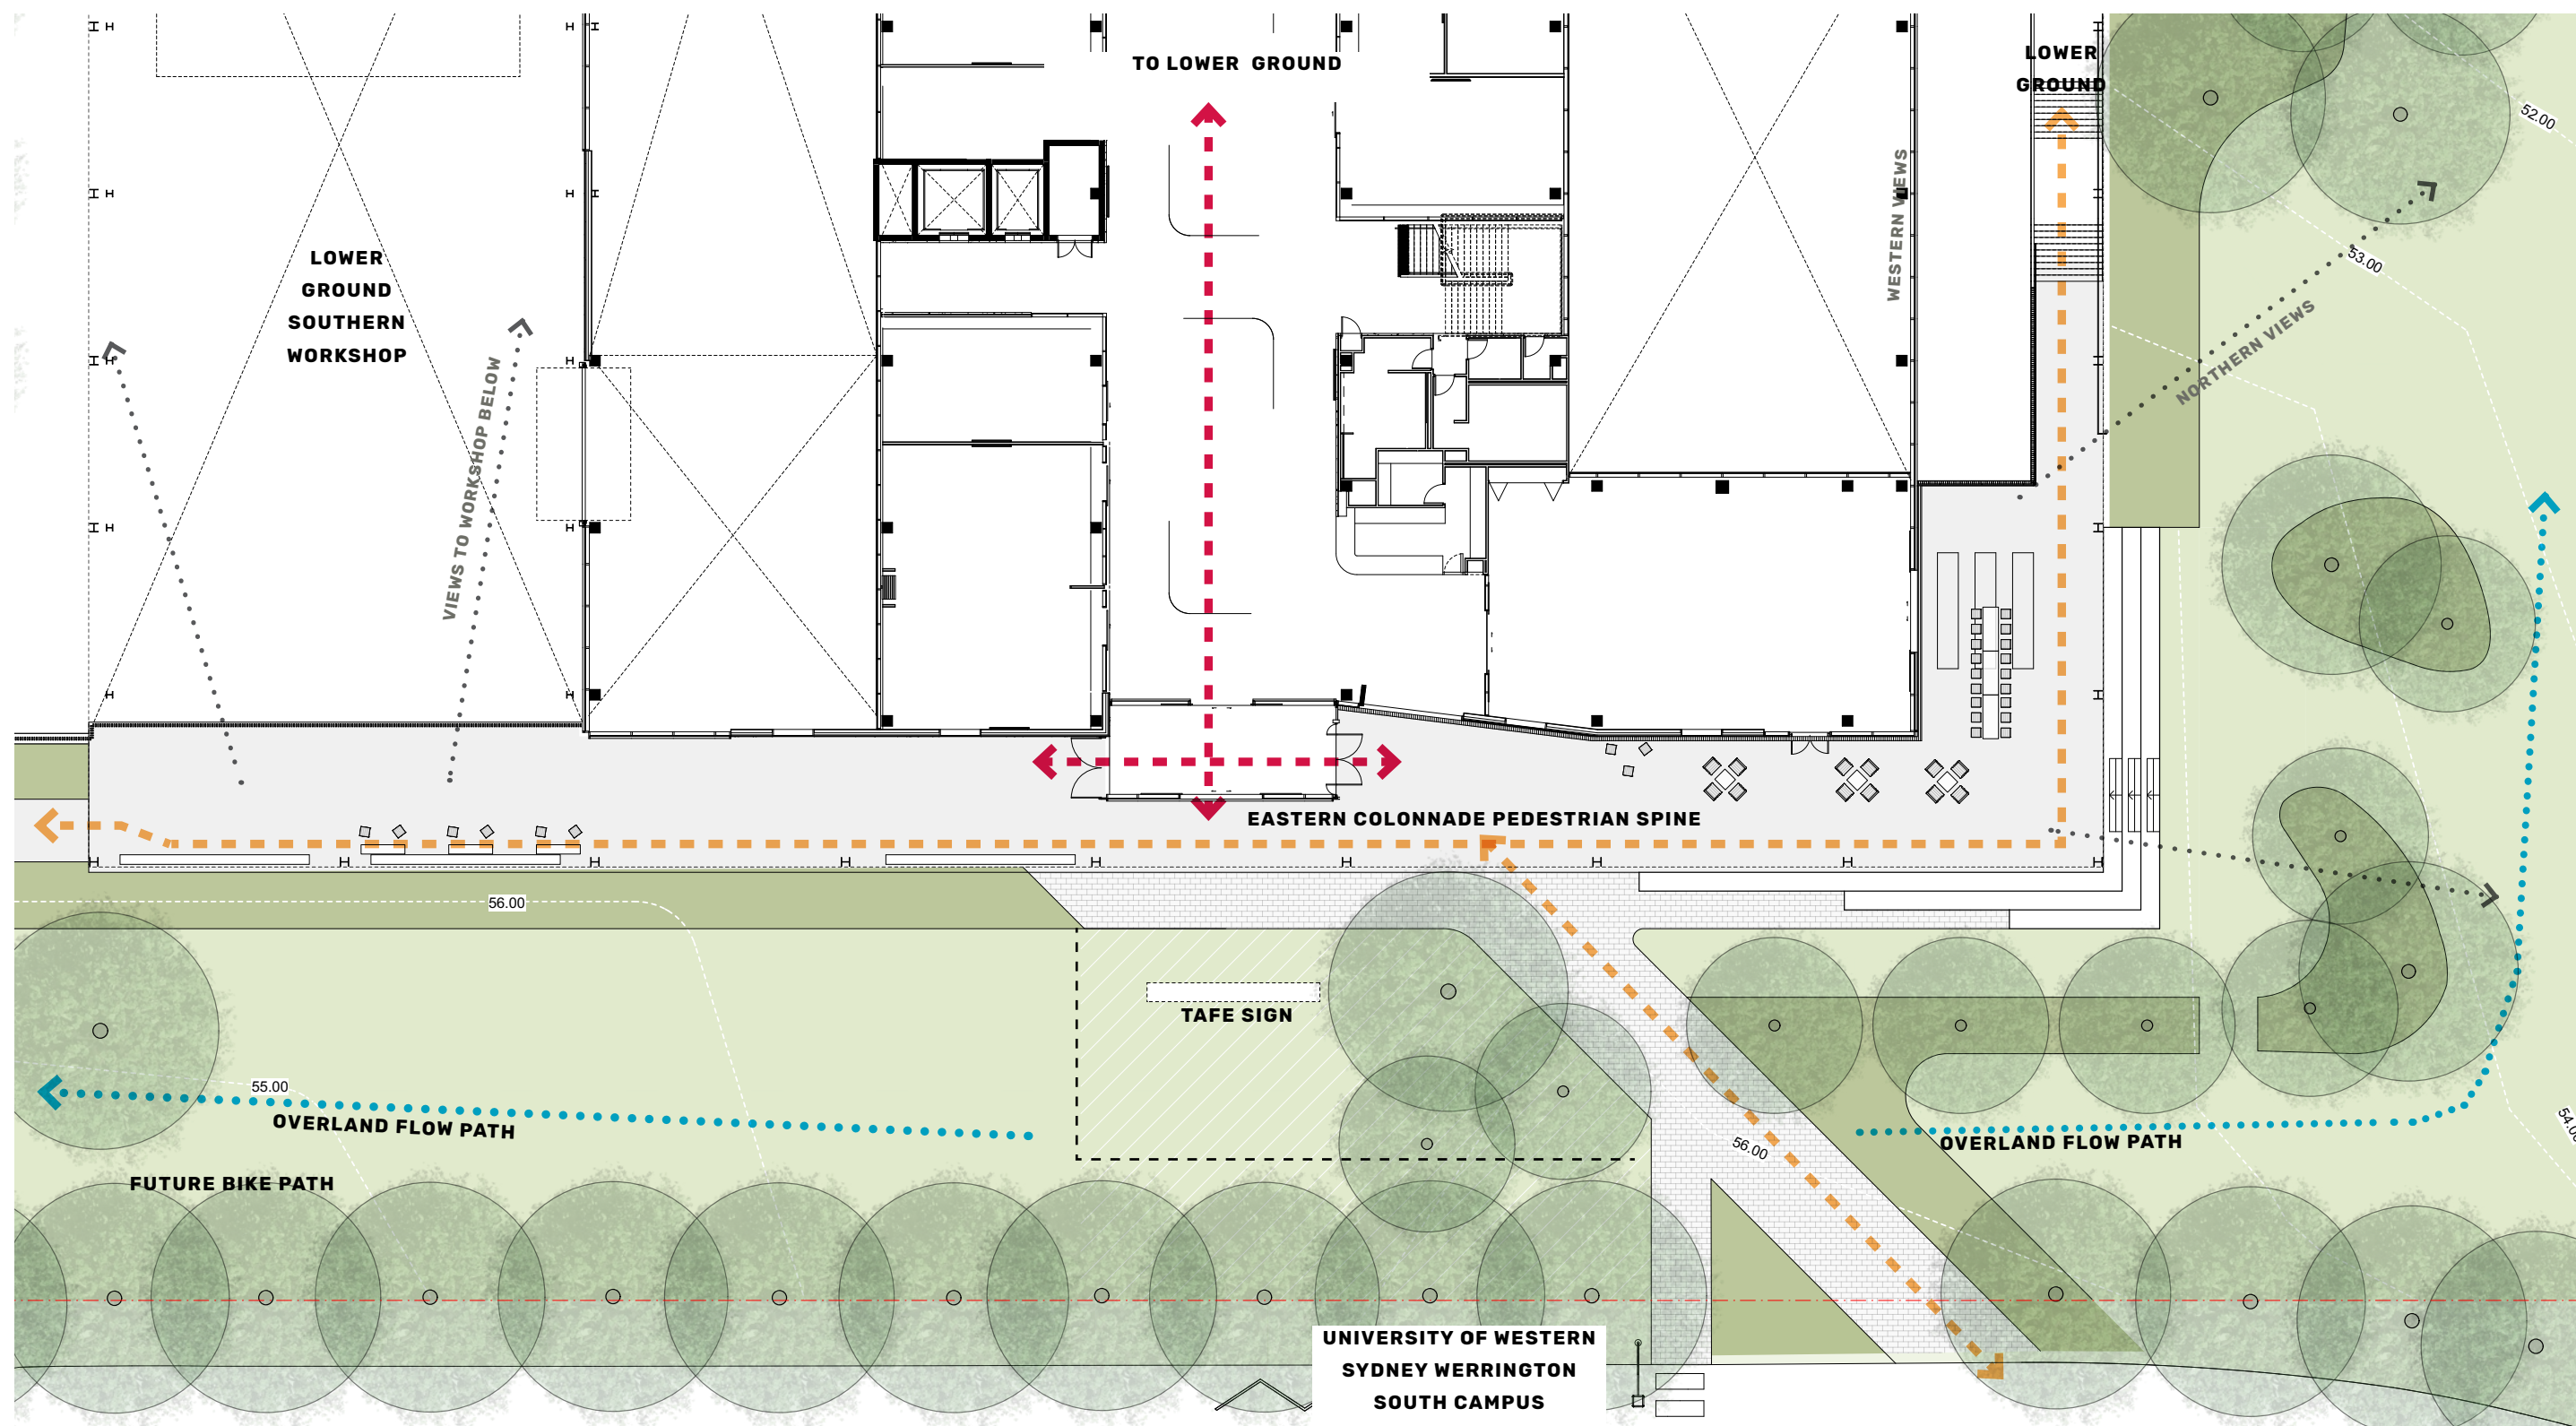 TO LOWER GROUND
LOWER
GROUND
52.00
WESTERN VIEWS
53.00
LOWER
GROUND
SOUTHERN
WORKSHOP
NORTHERN VIEWS
VIEWS TO WORKSHOP BELOW
EASTERN COLONNADE PEDESTRIAN SPINE
56.00
TAFE SIGN
55.00
OVERLAND FLOW PATH
56.00
OVERLAND FLOW PATH
54.0
FUTURE BIKE PATH
UNIVERSITY OF WESTERN
SYDNEY WERRINGTON
SOUTH CAMPUS